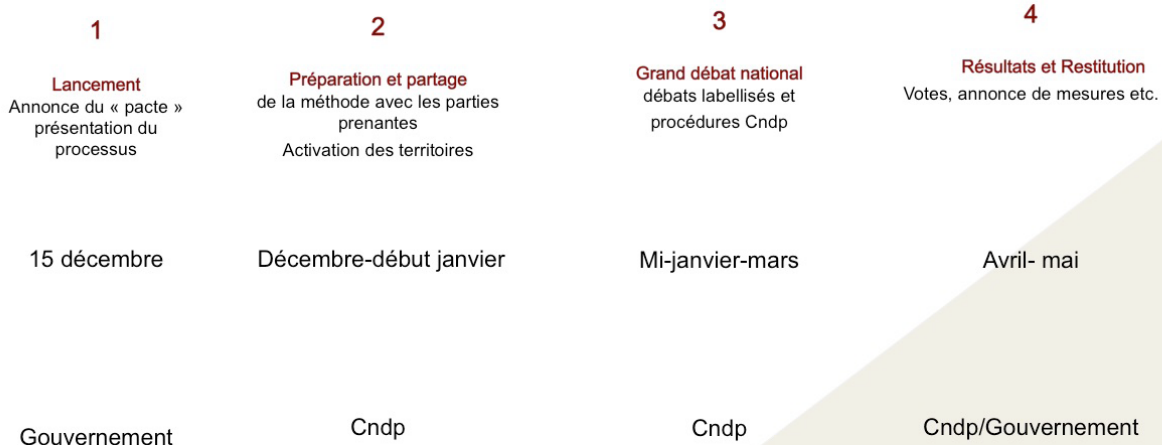 1
Lancement
Annonce du « pacte »
présentation du
processus
15 décembre
Gouvernement
2
Préparation et partage
de la méthode avec les parties
prenantes
Activation des territoires
Décembre-début janvier
Cndp
3
Grand débat national
débats labellisés et
procédures Cndp
Mi-janvier-mars
Cndp
4
Résultats et Restitution
Votes, annonce de mesures etc.
Avril- mai
Cndp/Gouvernement